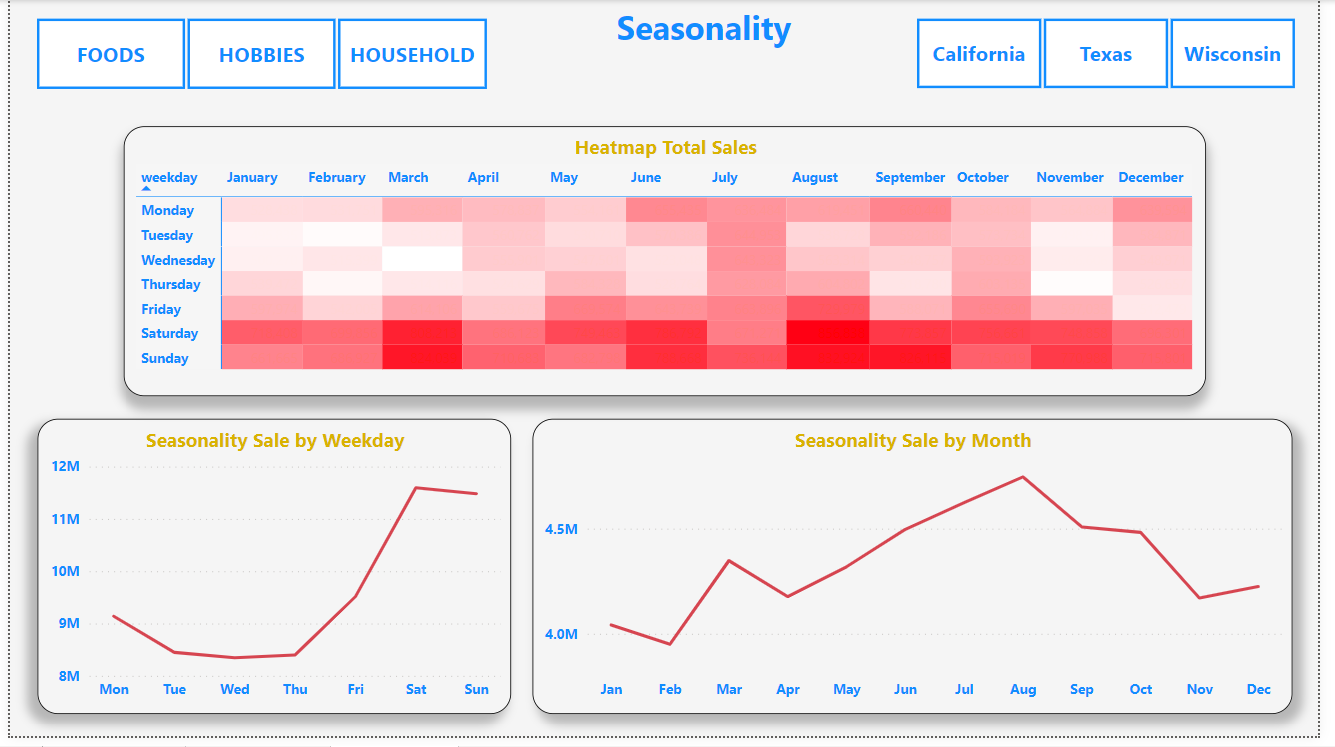 Seasonality
FOODS HOBBIES HOUSEHOLD California Texas Wisconsin
Heatmap Total Sales
weekday January February March April May June July August September October November December
Monday
Tuesday
Wednesday
Thursday
Friday
Saturday
Sunday
Seasonality Sale by Weekday
12M
11M
10M
9M
8M
Mon Tue Wed Thu Fri Sat Sun
Seasonality Sale by Month
4.5M
4.0M
Jan Feb Mar Apr May Jun Jul Aug Sep Oct Nov Dec